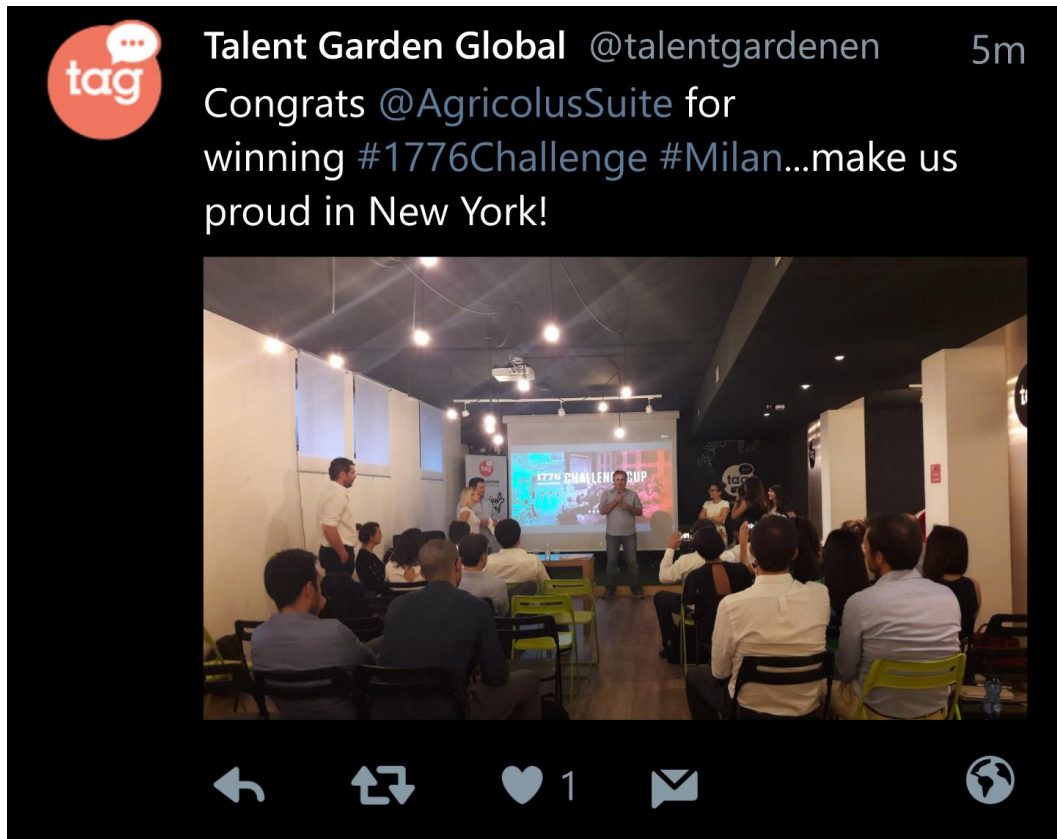 tag
Talent Garden Global @talentgardenen 5m
Congrats @AgricolusSuite for
winning #1776Challenge #Milan...make us
proud in New York!
tag
1776 CHALLENGE CUP
tag
1